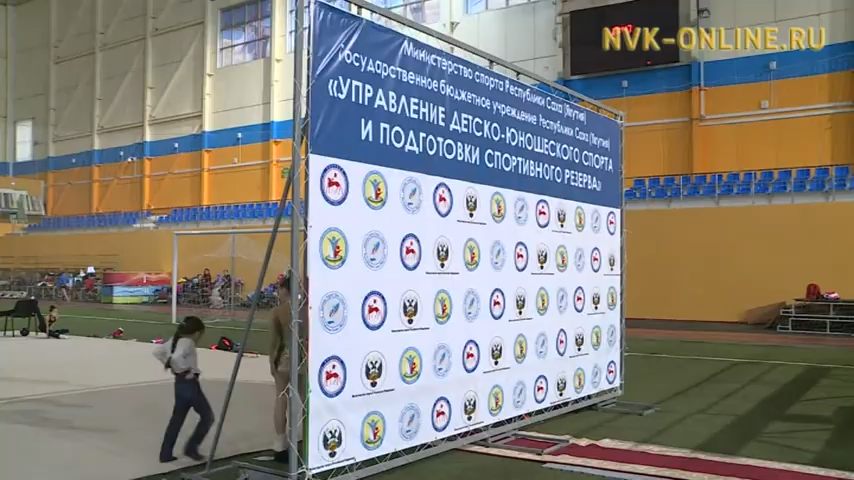 NVK-ONLINE.RU
Министерство спорта Республики Саха (Якутия)
Государственное бюджетное учреждение Республики Саха (Якутия)
«УПРАВЛЕНИЕ ДЕТСКО-ЮНОШЕСКОГО СПОРТА
И ПОДГОТОВКИ СПОРТИВНОГО РЕЗЕРВА»